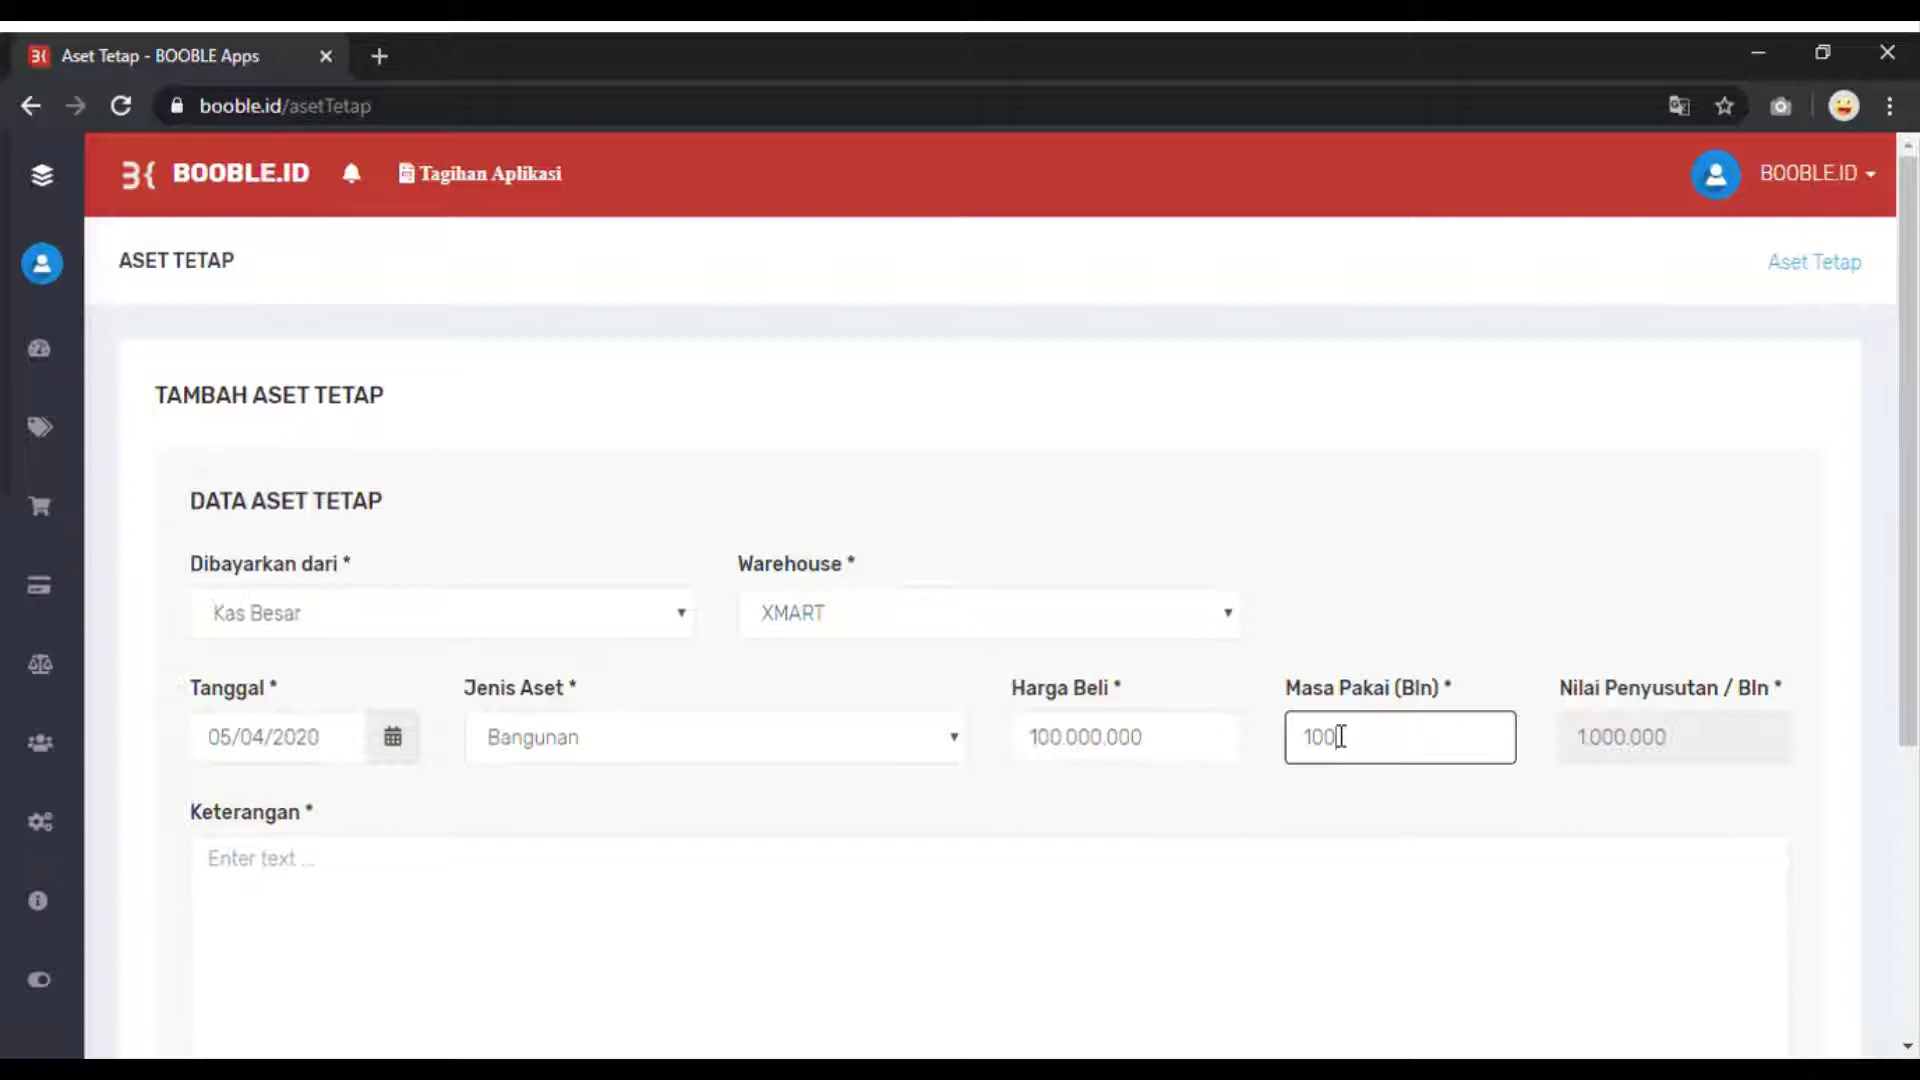 Aset Tetap - BOOBLE Apps
booble.id/asetTetap
BOOBLE.ID
Tagihan Aplikasi
BOOBLE.ID
ASET TETAP
Aset Tetap
TAMBAH ASET TETAP
DATA ASET TETAP
Dibayarkan dari *
Warehouse *
Kas Besar
XMART
Tanggal *
Jenis Aset *
Harga Beli *
Masa Pakai (Bln) *
Nilai Penyusutan / Bln *
05/04/2020
Bangunan
100.000.000
100
1.000.000
Keterangan *
Enter text ...